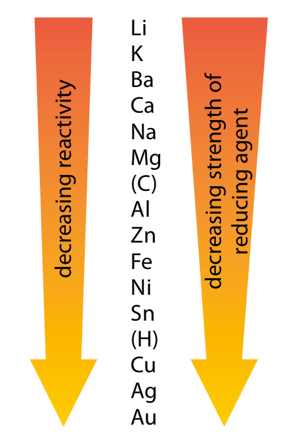 decreasing reactivity
Li
K
Ba
Ca
Na
Mg
(C)
Al
Zn
Fe
Ni
Sn
(H)
Cu
Ag
Au
decreasing strength of
reducing agent